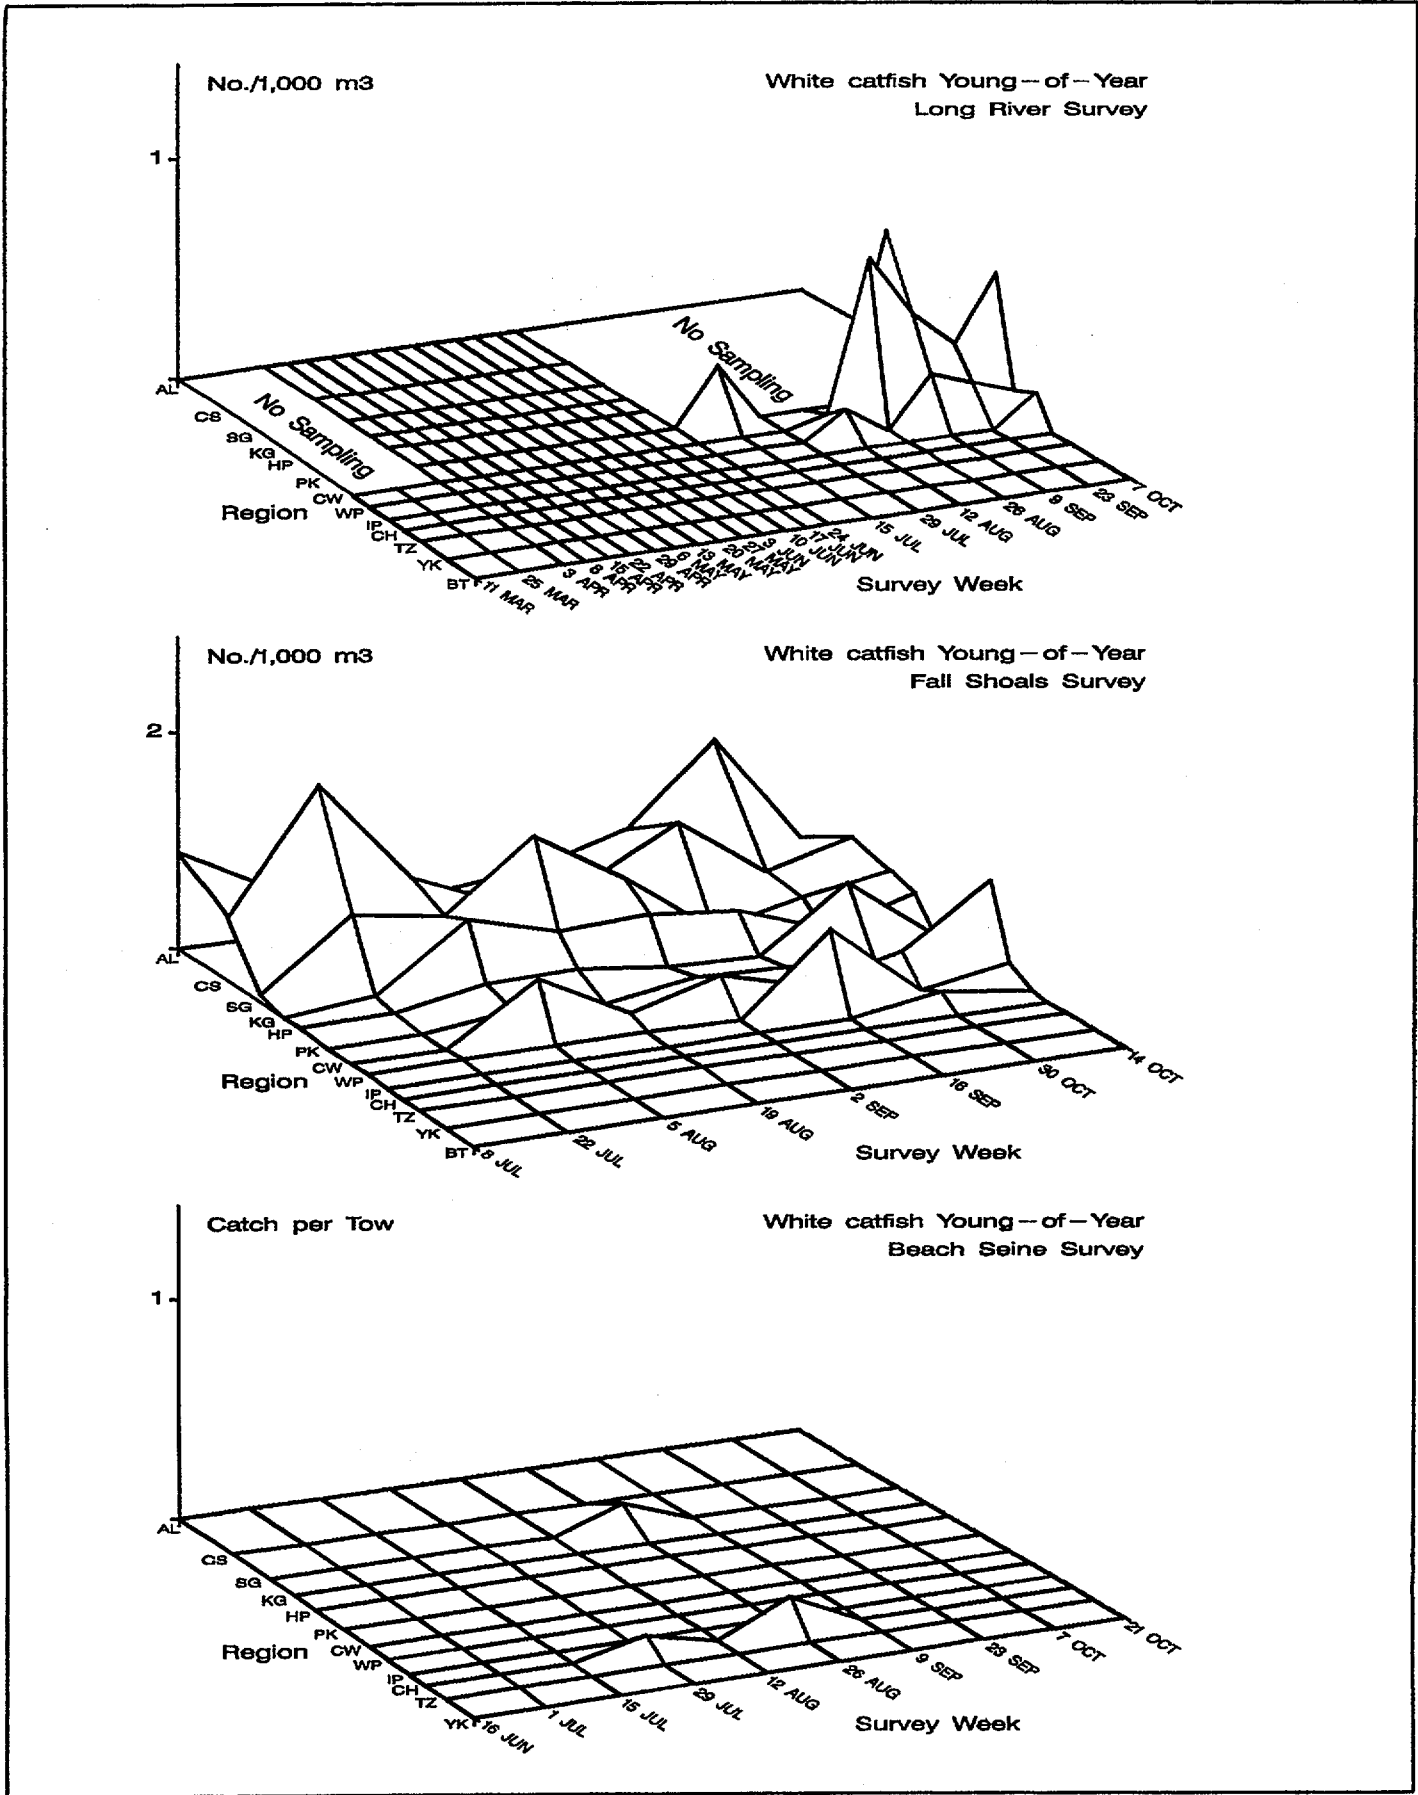 No./1,000 m3
White catfish Young-of-Year
Long River Survey
1
No Sampling
No Sampling
AL
CS
SG
KG
HP
PK
CW
WP
IP
CH
TZ
YK
BT
Region
11 MAR
25 MAR
3 APR
8 APR
15 APR
22 APR
29 APR
6 MAY
13 MAY
20 MAY
27 MAY
3 JUN
10 JUN
17 JUN
24 JUN
15 JUL
29 JUL
12 AUG
26 AUG
9 SEP
23 SEP
7 OCT
Survey Week
No./1,000 m3
White catfish Young-of-Year
Fall Shoals Survey
2
AL
CS
SG
KG
HP
PK
CW
WP
IP
CH
TZ
YK
BT
Region
8 JUL
22 JUL
5 AUG
19 AUG
2 SEP
16 SEP
30 OCT
14 OCT
Survey Week
Catch per Tow
White catfish Young-of-Year
Beach Seine Survey
1
AL
CS
SG
KG
HP
PK
CW
WP
IP
CH
TZ
YK
Region
16 JUN
1 JUL
15 JUL
29 JUL
12 AUG
26 AUG
9 SEP
23 SEP
7 OCT
21 OCT
Survey Week